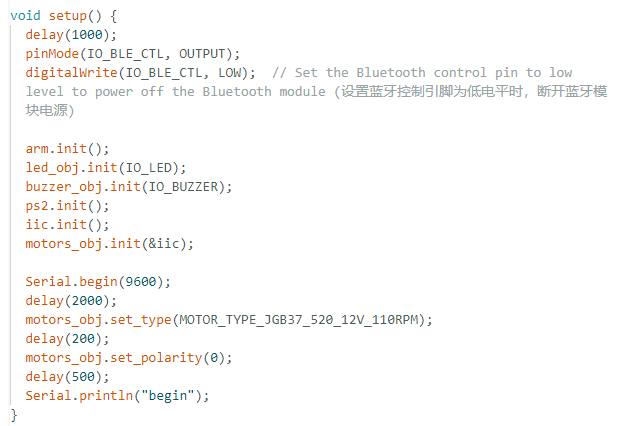 void setup() {
delay(1000);
pinMode(IO_BLE_CTL, OUTPUT);
digitalWrite(IO_BLE_CTL, LOW);  // Set the Bluetooth control pin to low
level to power off the Bluetooth module (设置蓝牙控制引脚为低电平时，断开蓝牙模
块电源)
arm.init();
led_obj.init(IO_LED);
buzzer_obj.init(IO_BUZZER);
ps2.init();
iic.init();
motors_obj.init(&iic);
Serial.begin(9600);
delay(2000);
motors_obj.set_type(MOTOR_TYPE_JGB37_520_12V_110RPM);
delay(200);
motors_obj.set_polarity(0);
delay(500);
Serial.println("begin");
}